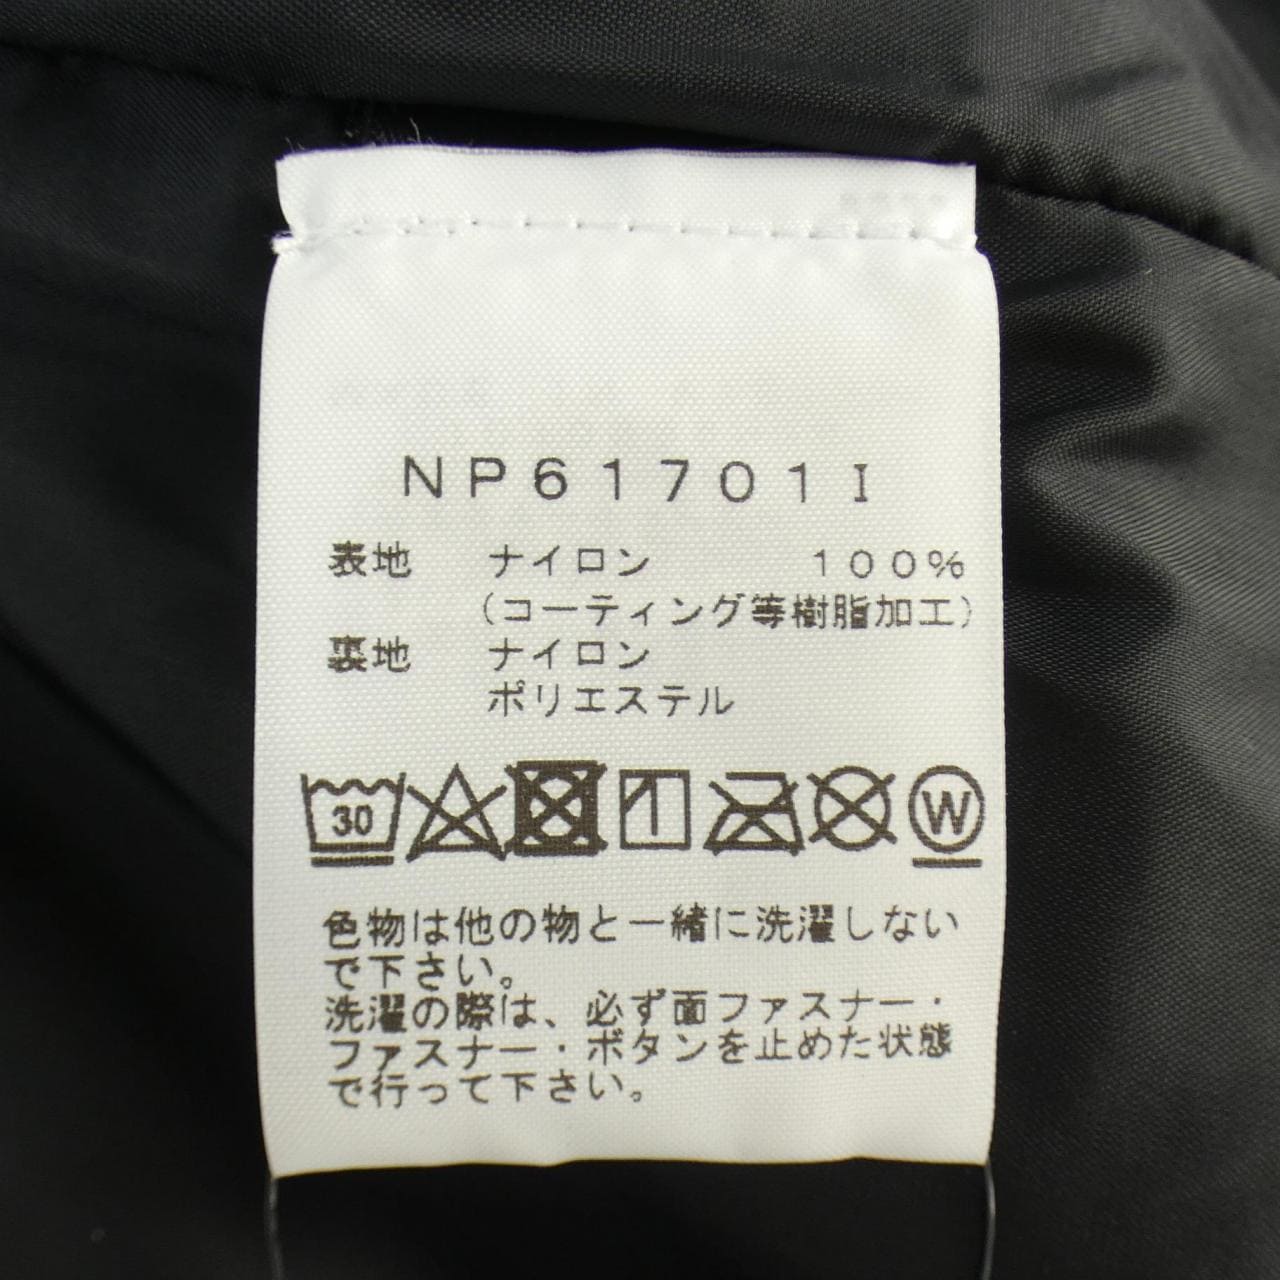 NP61701I
表地 ナイロン 100%
(コーティング等樹脂加工)
裏地 ナイロン
ポリエステル
30 W
色物は他の物と一緒に洗濯しない
で下さい。
洗濯の際は、必ず面ファスナー・
ファスナー・ボタンを止めた状態
で行って下さい。